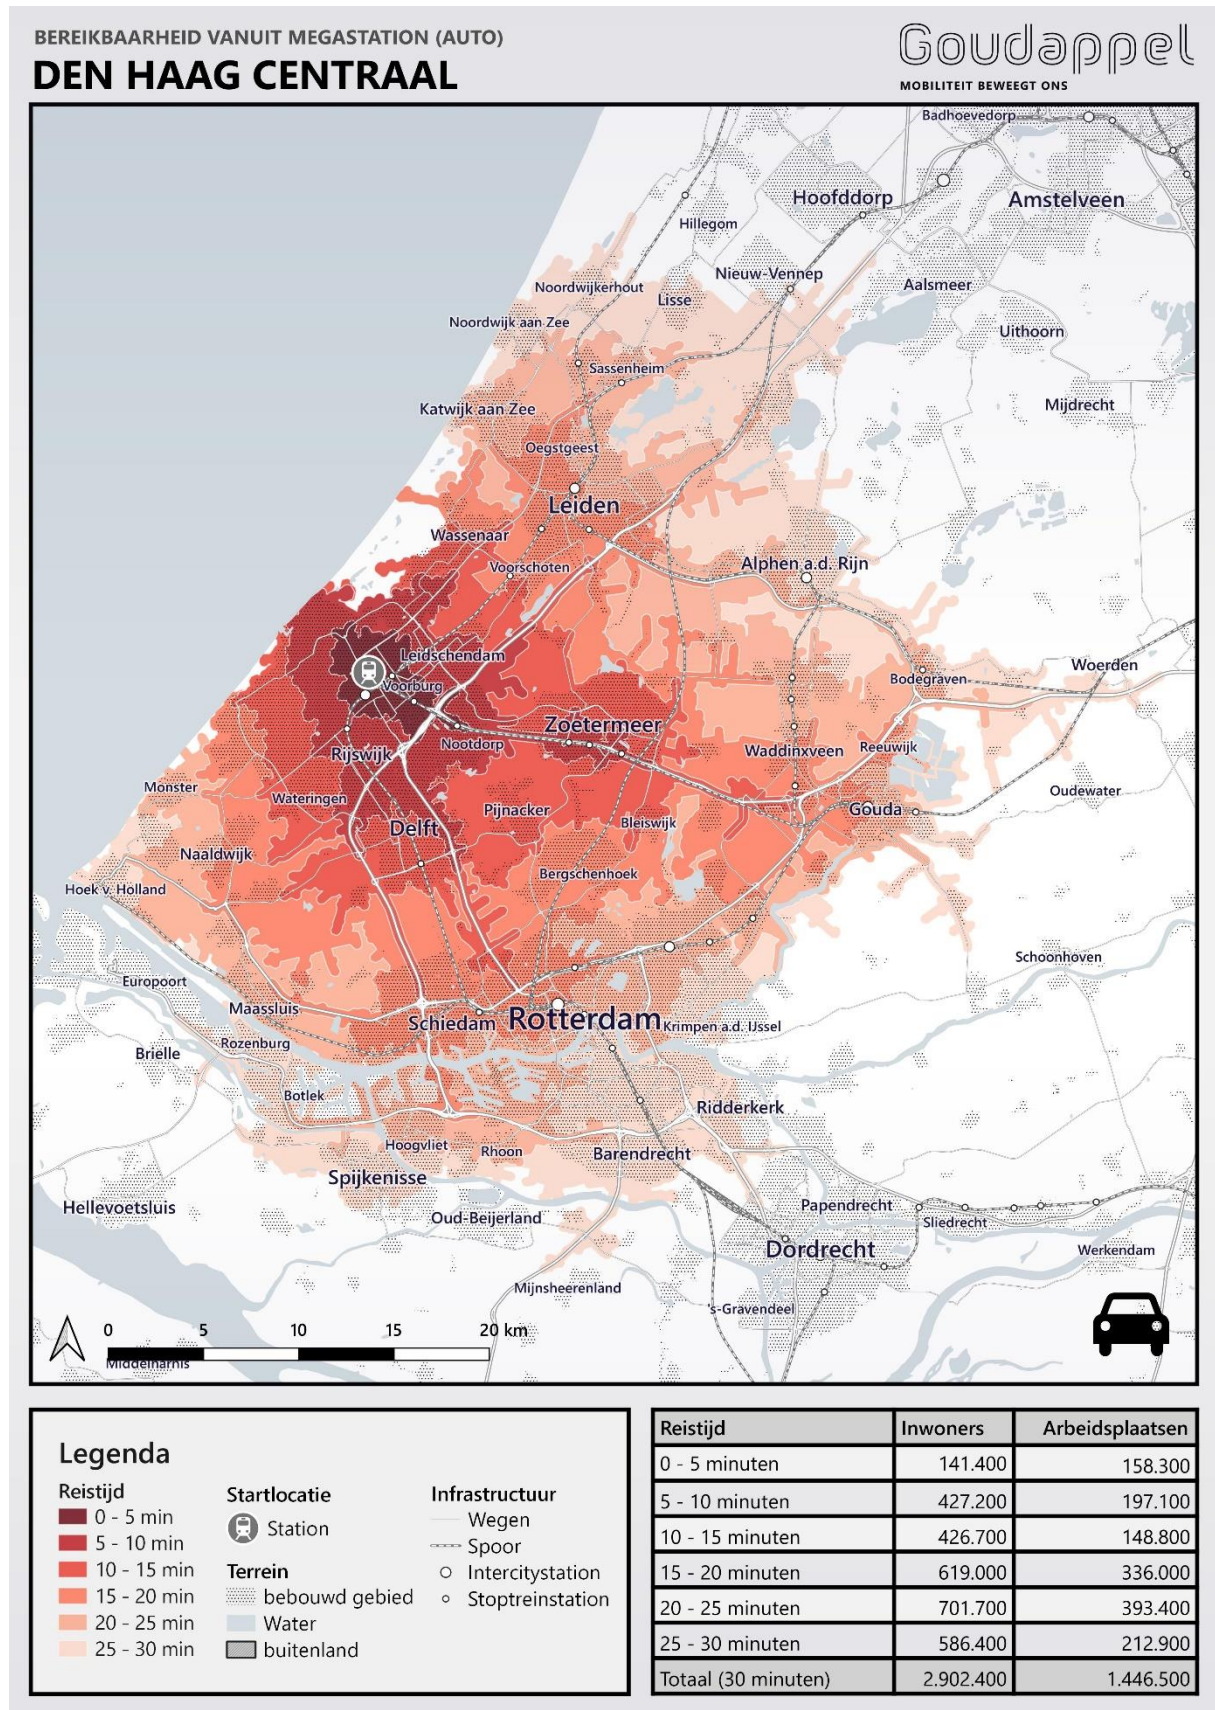 BEREIKBAARHEID VANUIT MEGASTATION (AUTO)
DEN HAAG CENTRAAL
Goudappel
MOBILITEIT BEWEEGT ONS
Badhoevedorp
Hoofddorp
Amstelveen
Hillegom
Nieuw-Vennep
Noordwijkerhout
Lisse
Aalsmeer
Noordwijk aan Zee
Uithoorn
Sassenheim
Katwijk aan Zee
Mijdrecht
Oegstgeest
Leiden
Wassenaar
Voorschoten
Alphen a.d. Rijn
Leidschendam
Woerden
Voorburg
Bodegraven
Zoetermeer
Rijswijk
Nootdorp
Waddinxveen
Reeuwijk
Monster
Wateringen
Pijnacker
Oudewater
Gouda
Delft
Bleiswijk
Naaldwijk
Bergschenhoek
Hoek v. Holland
Schoonhoven
Europoort
Maassluis
Schiedam
Rotterdam
Krimpen a.d. IJssel
Rozenburg
Brielle
Botlek
Ridderkerk
Hoogvliet
Rhoon
Barendrecht
Spijkenisse
Hellevoetsluis
Papendrecht
Oud-Beijerland
Sliedrecht
Dordrecht
Werkendam
Mijnsheerenland
's-Gravendeel
0 5 10 15 20 km
Middelharnis
Legenda
Reistijd
0 - 5 min
5 - 10 min
10 - 15 min
15 - 20 min
20 - 25 min
25 - 30 min
Startlocatie
Station
Terrein
bebouwd gebied
Water
buitenland
Infrastructuur
Wegen
Spoor
Intercitystation
Stoptreinstation
Reistijd Inwoners Arbeidsplaatsen
0 - 5 minuten 141.400 158.300
5 - 10 minuten 427.200 197.100
10 - 15 minuten 426.700 148.800
15 - 20 minuten 619.000 336.000
20 - 25 minuten 701.700 393.400
25 - 30 minuten 586.400 212.900
Totaal (30 minuten) 2.902.400 1.446.500